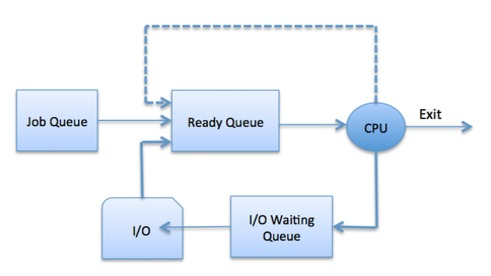 Job Queue
Ready Queue
CPU
Exit
I/O
I/O Waiting
Queue